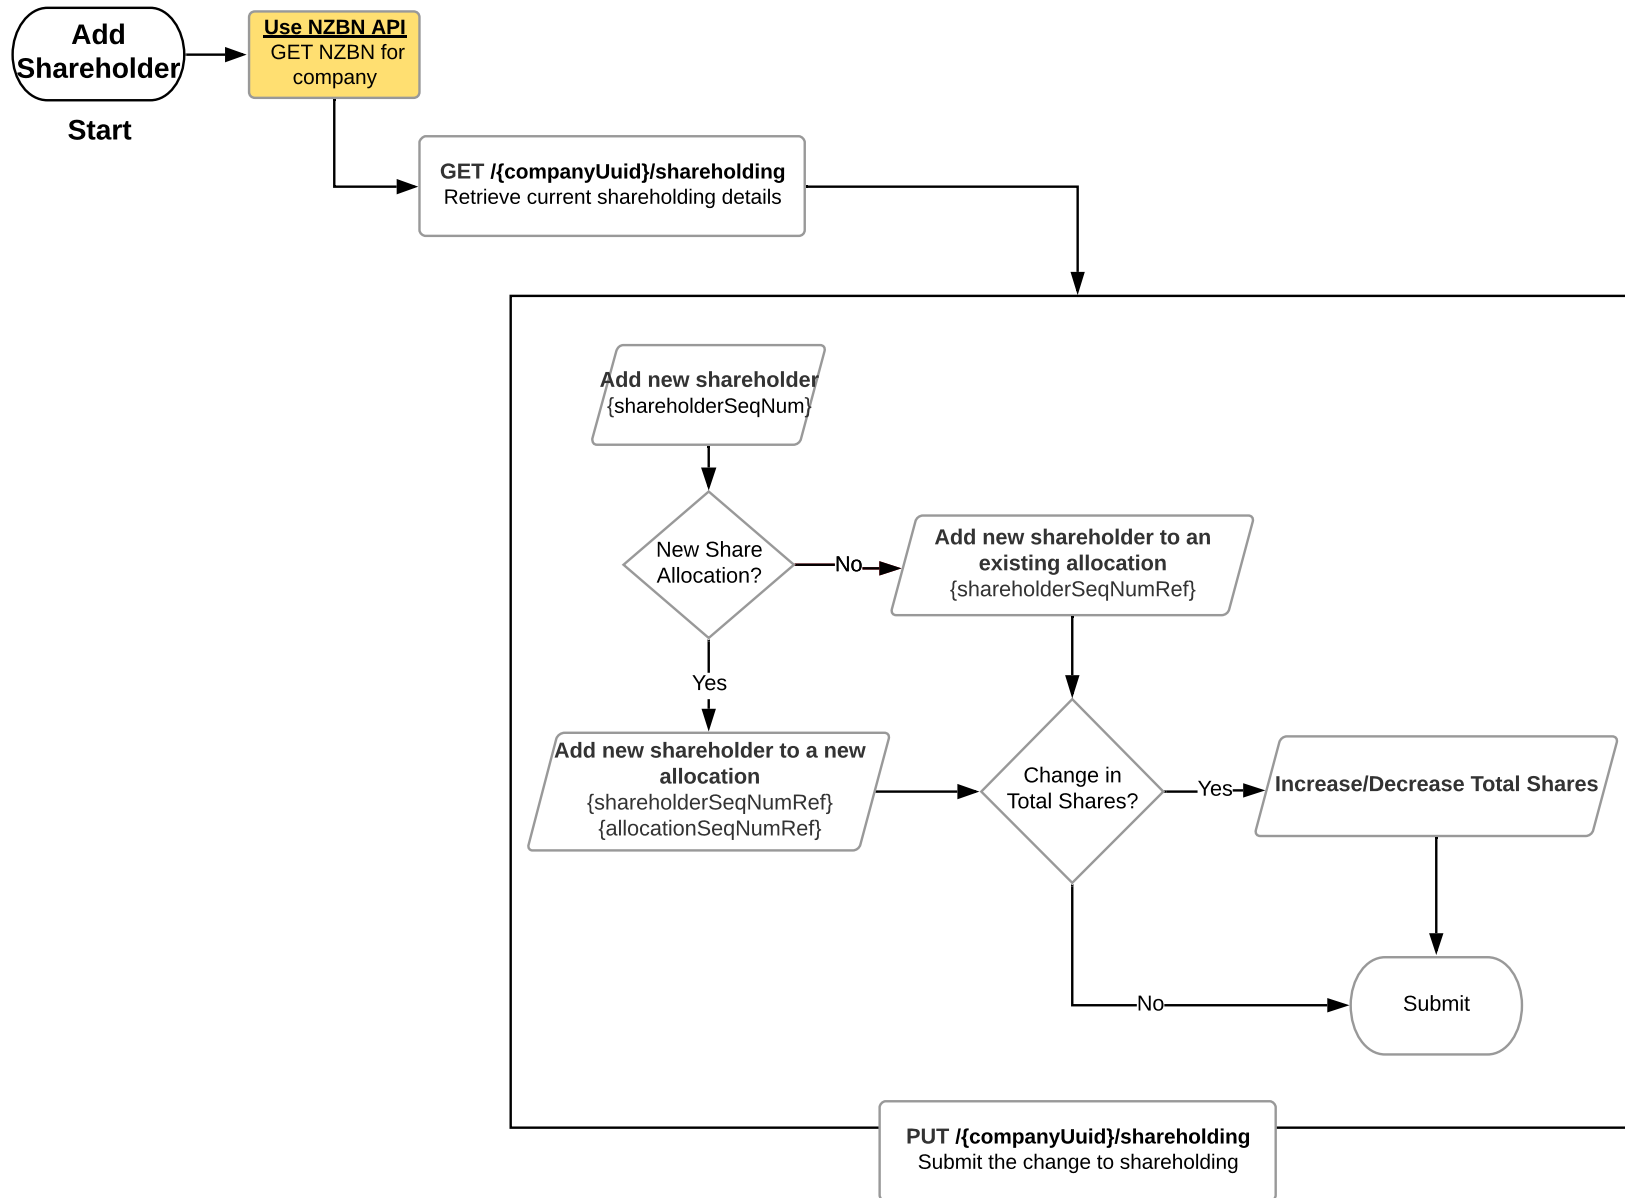 Add
Shareholder
Start
Use NZBN API
GET NZBN for
company
GET /{companyUuid}/shareholding
Retrieve current shareholding details
Add new shareholder
{shareholderSeqNum}
New Share
Allocation?
No
Add new shareholder to an
existing allocation
{shareholderSeqNumRef}
Yes
Add new shareholder to a new
allocation
{shareholderSeqNumRef}
{allocationSeqNumRef}
Change in
Total Shares?
Yes
Increase/Decrease Total Shares
No
Submit
PUT /{companyUuid}/shareholding
Submit the change to shareholding